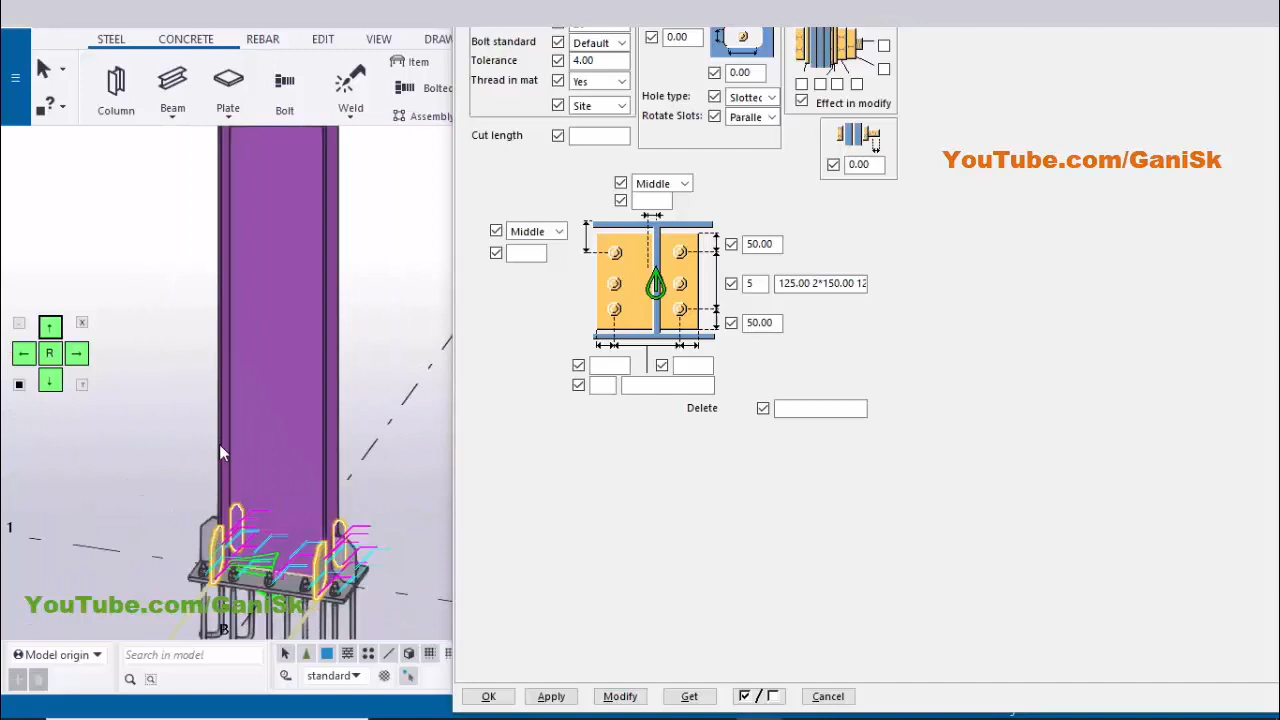 STEEL CONCRETE REBAR EDIT VIEW DRAW
Item
Bolted
Column Beam Plate Bolt Weld
Assembly
Bolt standard Default
Tolerance 4.00
Thread in mat Yes
Site
Cut length
0.00
0.00
Hole type: Slotted
Rotate Slots: Paralle
Effect in modify
0.00
YouTube.com/GaniSk
Middle
Middle
50.00
5 125.00 2*150.00 12
50.00
Delete
R
1
YouTube.com/GaniSk
B
Model origin Search in model
standard
OK Apply Modify Get / Cancel